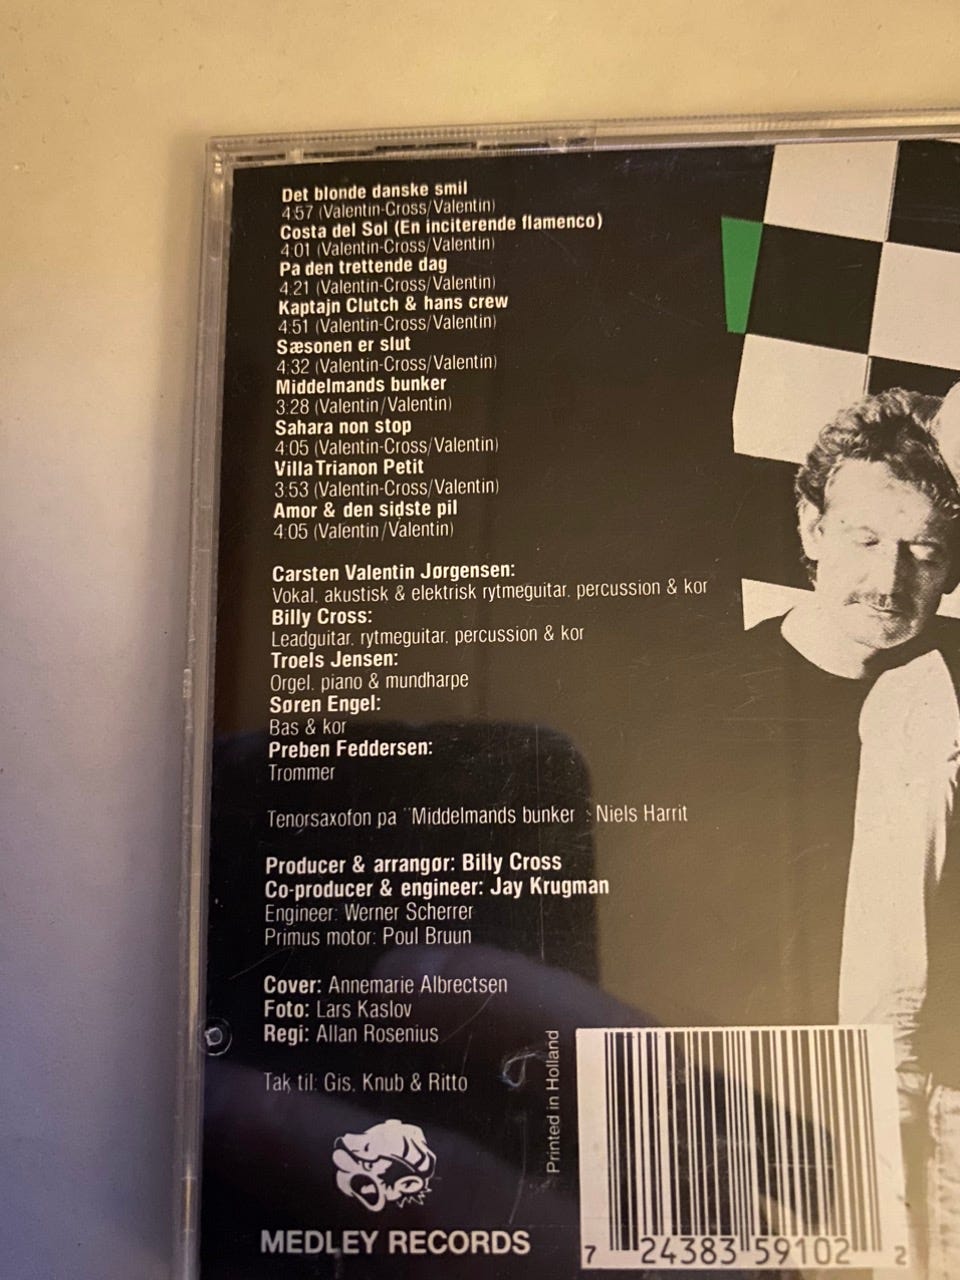 Det blonde danske smil
4:57 (Valentin-Cross/Valentin)
Costa del Sol (En inciterende flamenco)
4:01 (Valentin-Cross/Valentin)
Pa den trettende dag
4:21 (Valentin-Cross/Valentin)
Kaptajn Clutch & hans crew
4:51 (Valentin-Cross/Valentin)
Sæsonen er slut
4:32 (Valentin-Cross/Valentin)
Middelmands bunker
3:28 (Valentin/Valentin)
Sahara non stop
4:05 (Valentin-Cross/Valentin)
Villa Trianon Petit
3:53 (Valentin-Cross/Valentin)
Amor & den sidste pil
4:05 (Valentin/Valentin)
Carsten Valentin Jørgensen:
Vokal, akustisk & elektrisk rytmeguitar, percussion & kor
Billy Cross:
Leadguitar, rytmeguitar, percussion & kor
Troels Jensen:
Orgel, piano & mundharpe
Søren Engel:
Bas & kor
Preben Feddersen:
Trommer
Tenorsaxofon pa "Middelmands bunker": Niels Harrit
Producer & arrangør: Billy Cross
Co-producer & engineer: Jay Krugman
Engineer: Werner Scherrer
Primus motor: Poul Bruun
Cover: Annemarie Albrectsen
Foto: Lars Kaslov
Regi: Allan Rosenius
Tak til: Gis, Knub & Ritto
MEDLEY RECORDS
Printed in Holland
7 24383 59102 2